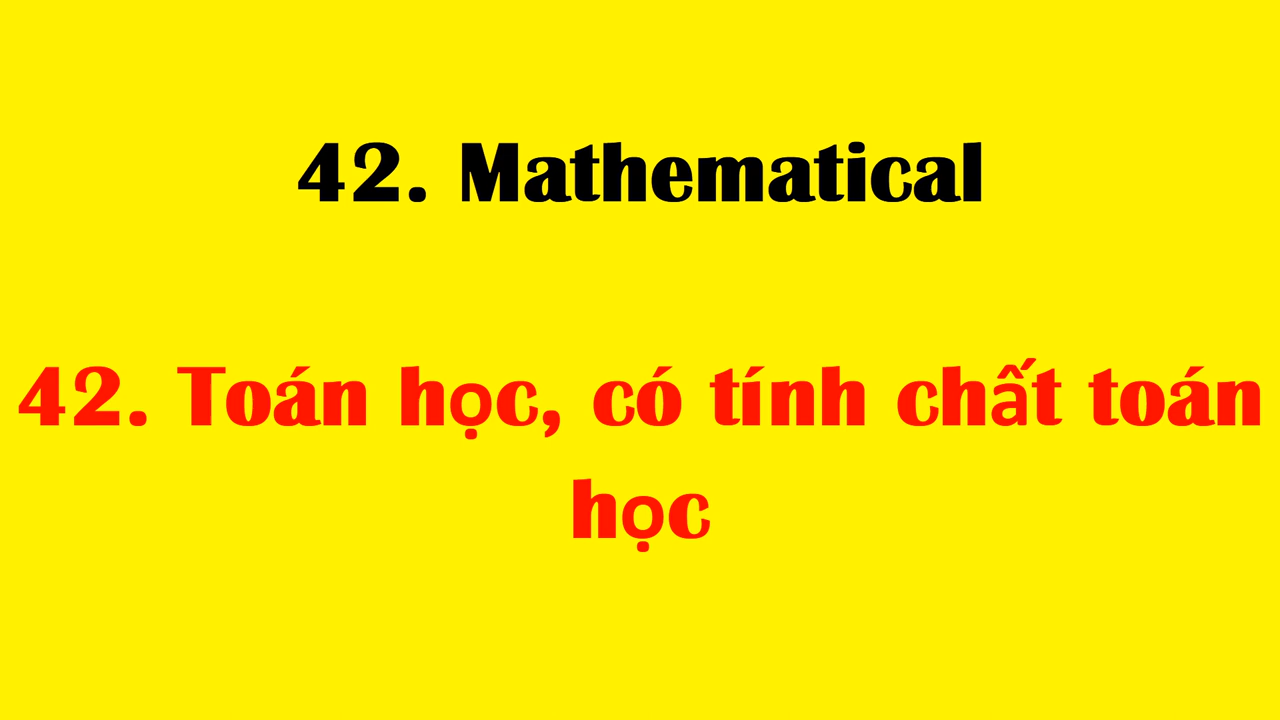 42. Mathematical
42. Toán học, có tính chất toán
học